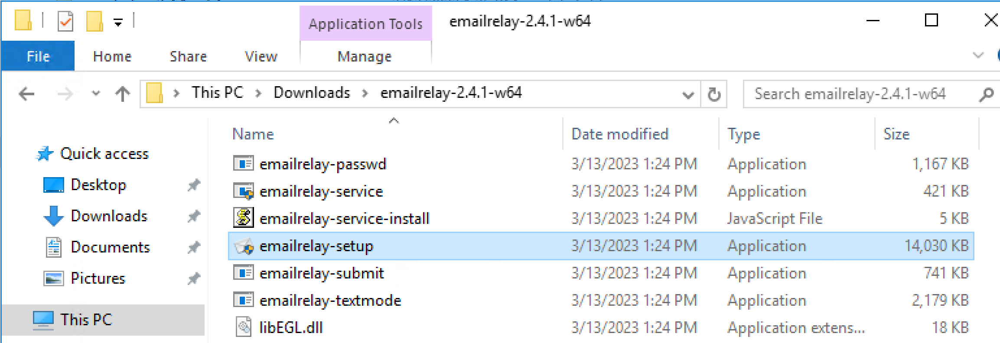 Application Tools emailrelay-2.4.1-w64
File Home Share View Manage
This PC Downloads emailrelay-2.4.1-w64 Search emailrelay-2.4.1-w64
Name Date modified Type Size
Quick access
Desktop
Downloads
Documents
Pictures
This PC
emailrelay-passwd 3/13/2023 1:24 PM Application 1,167 KB
emailrelay-service 3/13/2023 1:24 PM Application 421 KB
emailrelay-service-install 3/13/2023 1:24 PM JavaScript File 5 KB
emailrelay-setup 3/13/2023 1:24 PM Application 14,030 KB
emailrelay-submit 3/13/2023 1:24 PM Application 741 KB
emailrelay-textmode 3/13/2023 1:24 PM Application 2,179 KB
libEGL.dll 3/13/2023 1:24 PM Application extens... 18 KB